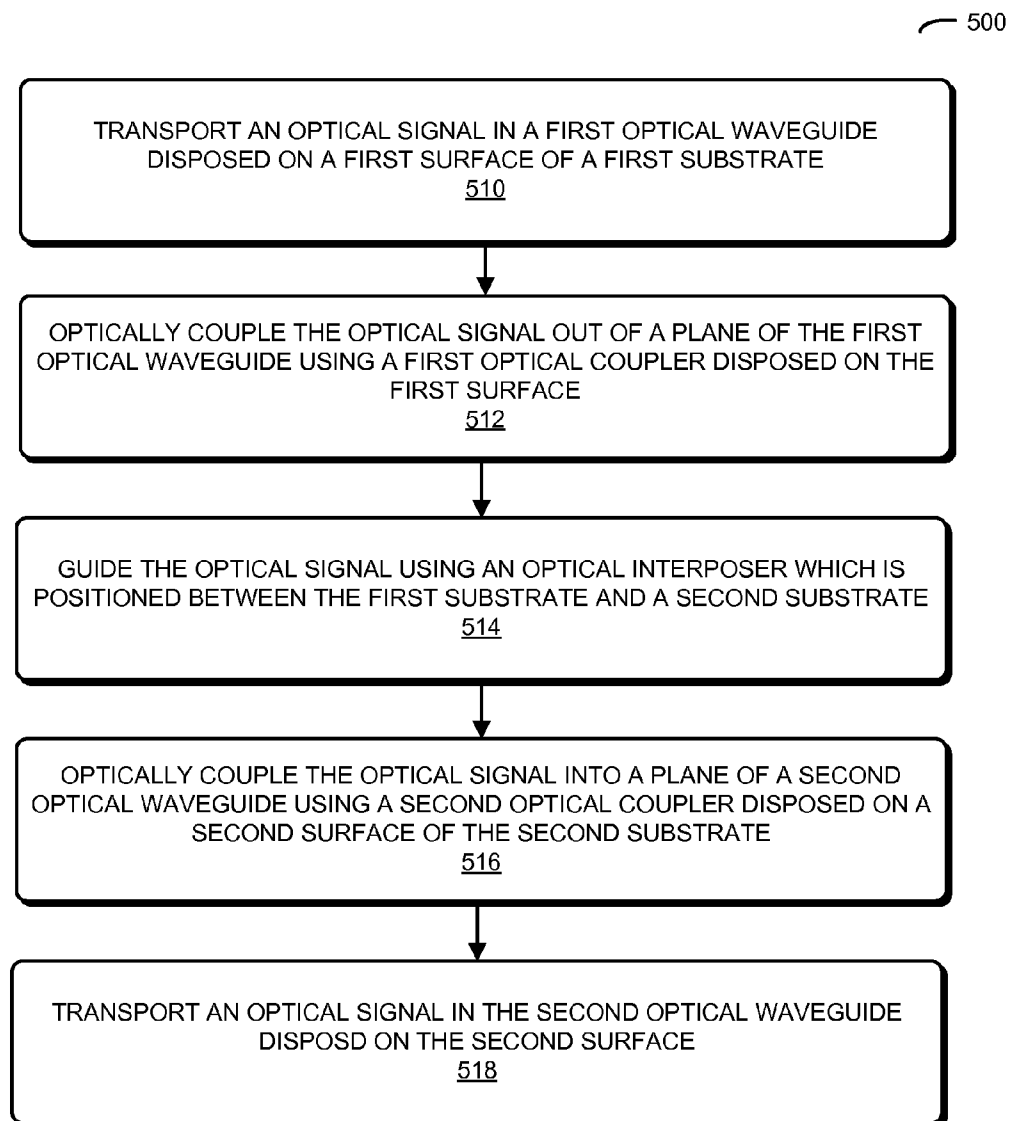 500
TRANSPORT AN OPTICAL SIGNAL IN A FIRST OPTICAL WAVEGUIDE
DISPOSED ON A FIRST SURFACE OF A FIRST SUBSTRATE
510
OPTICALLY COUPLE THE OPTICAL SIGNAL OUT OF A PLANE OF THE FIRST
OPTICAL WAVEGUIDE USING A FIRST OPTICAL COUPLER DISPOSED ON THE
FIRST SURFACE
512
GUIDE THE OPTICAL SIGNAL USING AN OPTICAL INTERPOSER WHICH IS
POSITIONED BETWEEN THE FIRST SUBSTRATE AND A SECOND SUBSTRATE
514
OPTICALLY COUPLE THE OPTICAL SIGNAL INTO A PLANE OF A SECOND
OPTICAL WAVEGUIDE USING A SECOND OPTICAL COUPLER DISPOSED ON A
SECOND SURFACE OF THE SECOND SUBSTRATE
516
TRANSPORT AN OPTICAL SIGNAL IN THE SECOND OPTICAL WAVEGUIDE
DISPOSD ON THE SECOND SURFACE
518